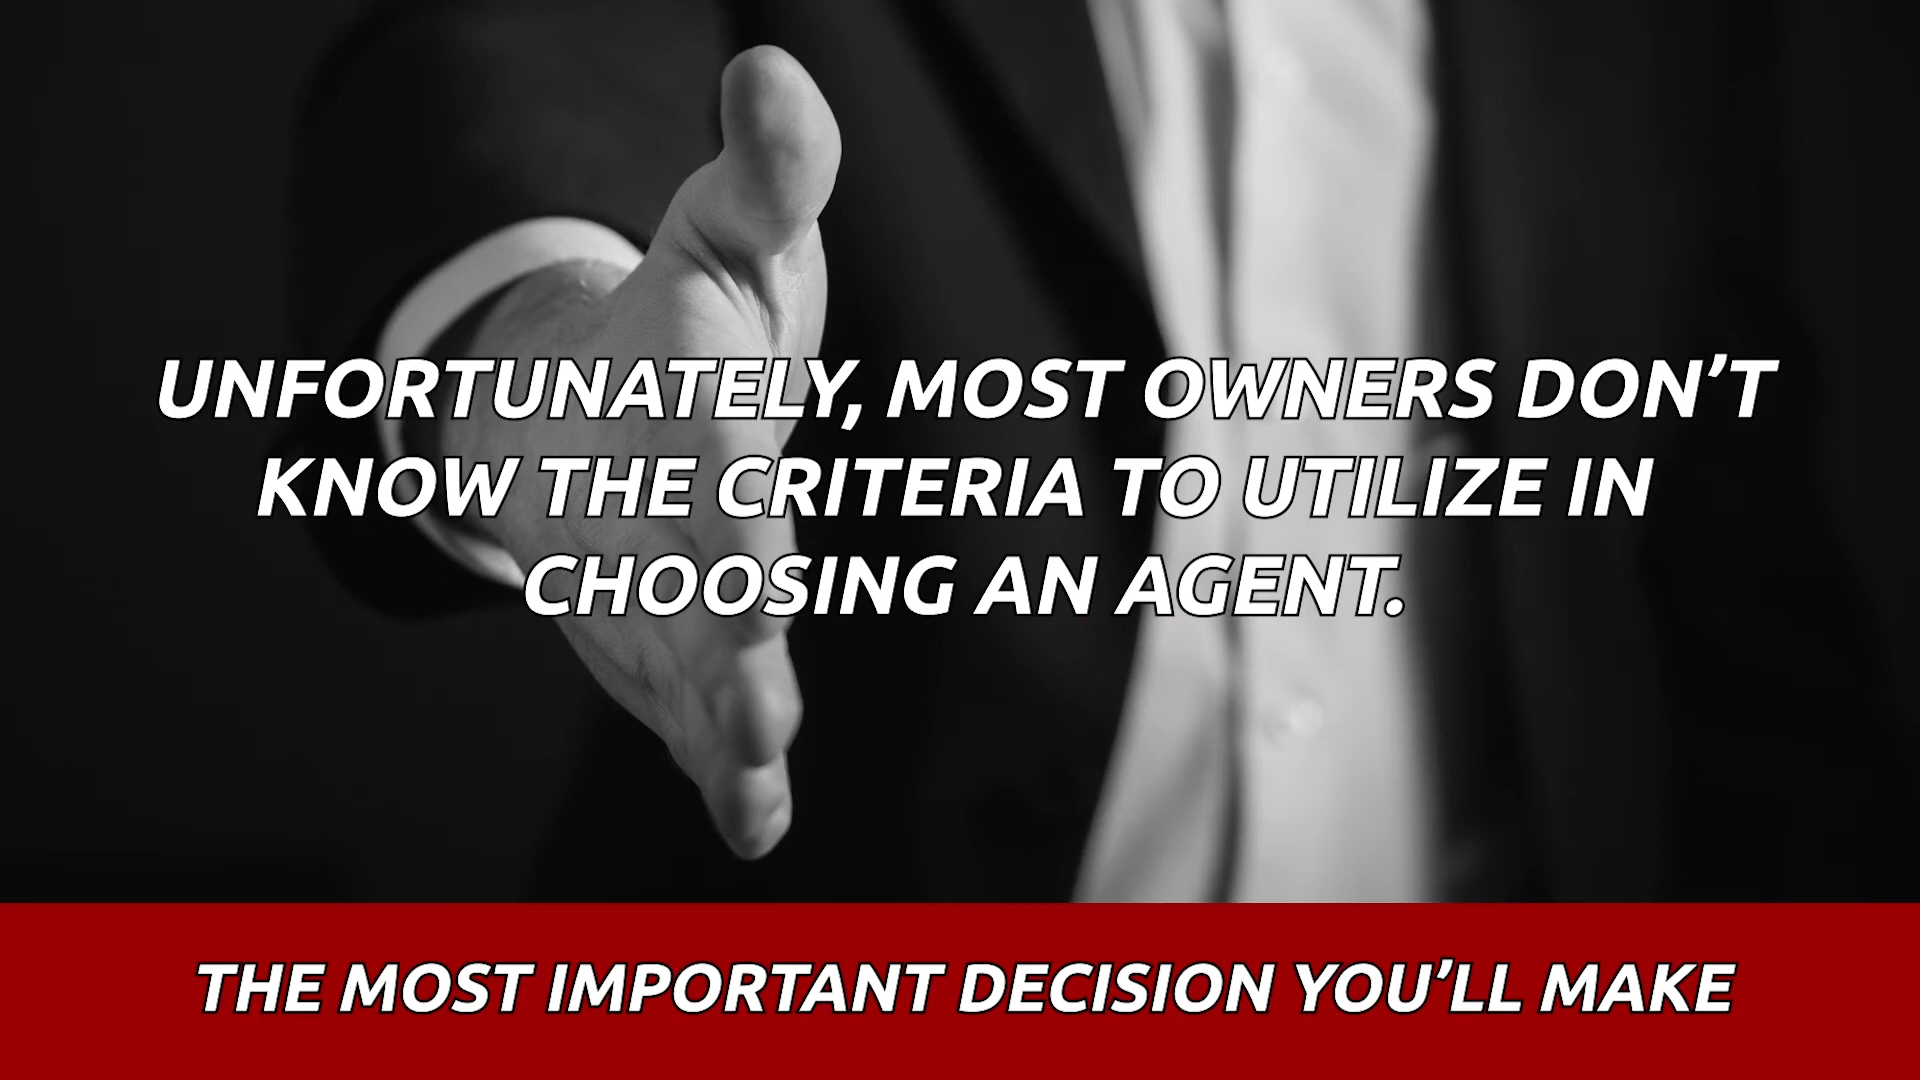 UNFORTUNATELY, MOST OWNERS DON’T
KNOW THE CRITERIA TO UTILIZE IN
CHOOSING AN AGENT.
THE MOST IMPORTANT DECISION YOU’LL MAKE